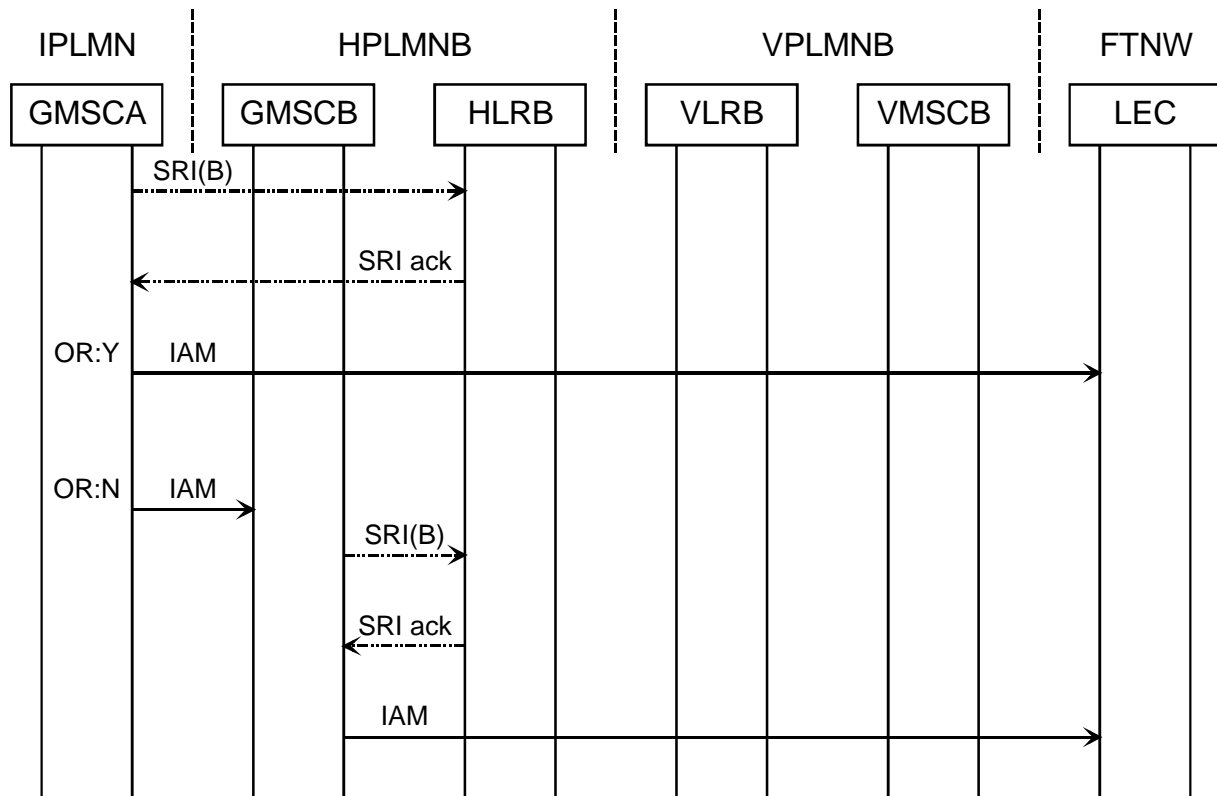 IPLMN HPLMNB VPLMNB FTNW
GMSCA GMSCB HLRB VLRB VMSCB LEC
SRI(B)
SRI ack
OR:Y IAM
OR:N IAM
SRI(B)
SRI ack
IAM